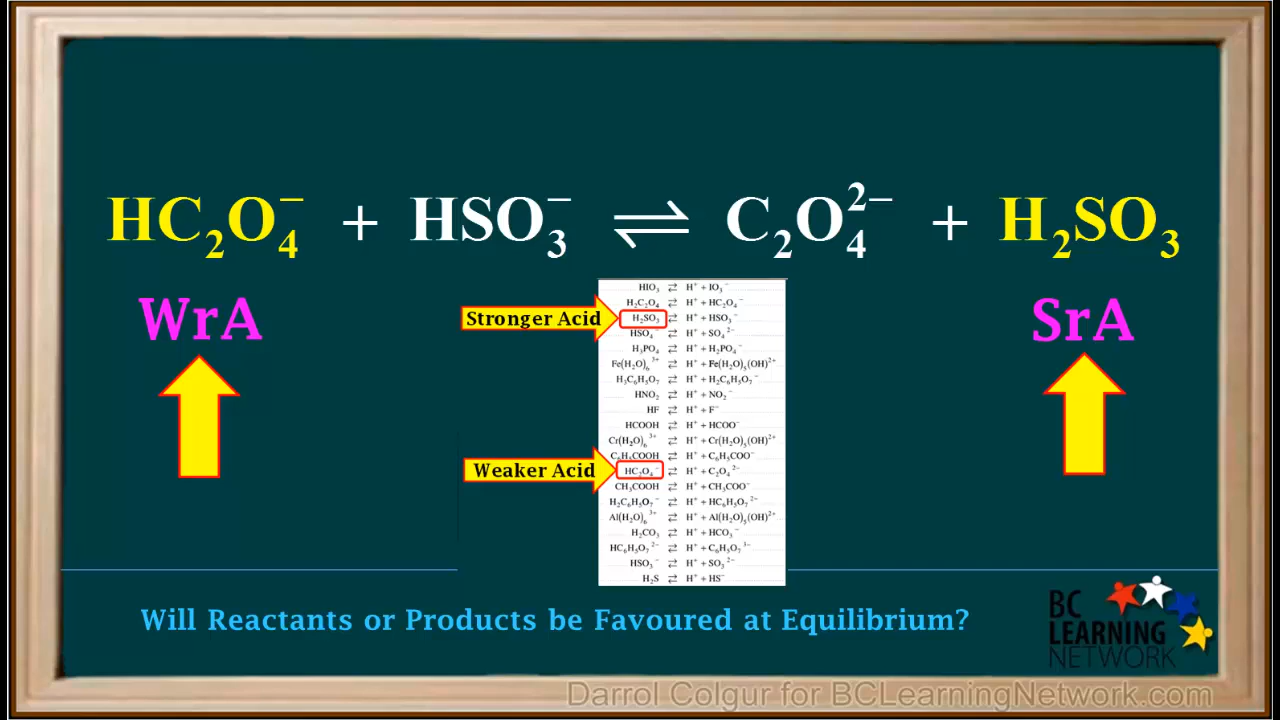 HC₂O₄⁻ + HSO₃⁻ ⇌ C₂O₄²⁻ + H₂SO₃
WrA
SrA
Stronger Acid
Weaker Acid
HIO₃ ⇄ H⁺ + IO₃⁻
H₂C₂O₄ ⇄ H⁺ + HC₂O₄⁻
H₂SO₃ ⇄ H⁺ + HSO₃⁻
HSO₄⁻ ⇄ H⁺ + SO₄²⁻
H₃PO₄ ⇄ H⁺ + H₂PO₄⁻
Fe(H₂O)₆³⁺ ⇄ H⁺ + Fe(H₂O)₅(OH)²⁺
H₃C₆H₅O₇ ⇄ H⁺ + H₂C₆H₅O₇⁻
HNO₂ ⇄ H⁺ + NO₂⁻
HF ⇄ H⁺ + F⁻
HCOOH ⇄ H⁺ + HCOO⁻
Cr(H₂O)₆³⁺ ⇄ H⁺ + Cr(H₂O)₅(OH)²⁺
C₆H₅COOH ⇄ H⁺ + C₆H₅COO⁻
HC₂O₄⁻ ⇄ H⁺ + C₂O₄²⁻
CH₃COOH ⇄ H⁺ + CH₃COO⁻
H₂C₆H₅O₇⁻ ⇄ H⁺ + HC₆H₅O₇²⁻
Al(H₂O)₆³⁺ ⇄ H⁺ + Al(H₂O)₅(OH)²⁺
H₂CO₃ ⇄ H⁺ + HCO₃⁻
HC₆H₅O₇²⁻ ⇄ H⁺ + C₆H₅O₇³⁻
HSO₃⁻ ⇄ H⁺ + SO₃²⁻
H₂S ⇄ H⁺ + HS⁻
Will Reactants or Products be Favoured at Equilibrium?
BC
LEARNING
NETWORK
Darrol Colgur for BCLearningNetwork.com